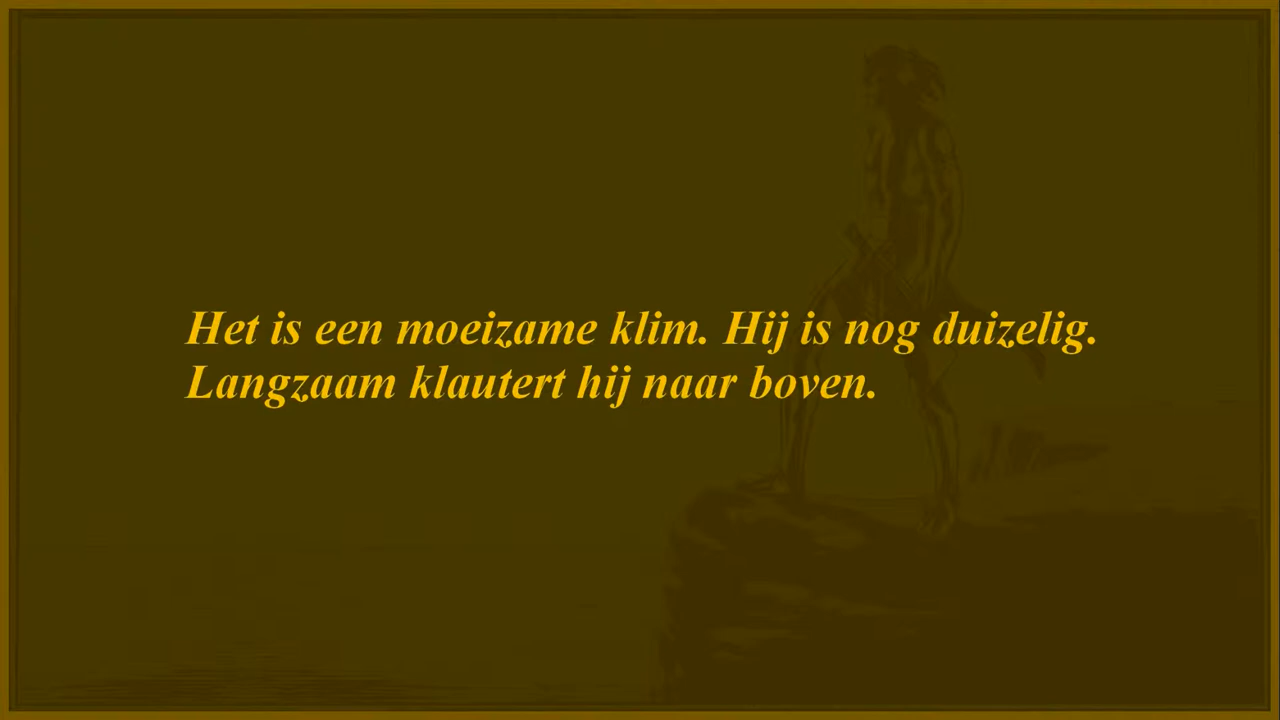 Het is een moeizame klim. Hij is nog duizelig.
Langzaam klautert hij naar boven.